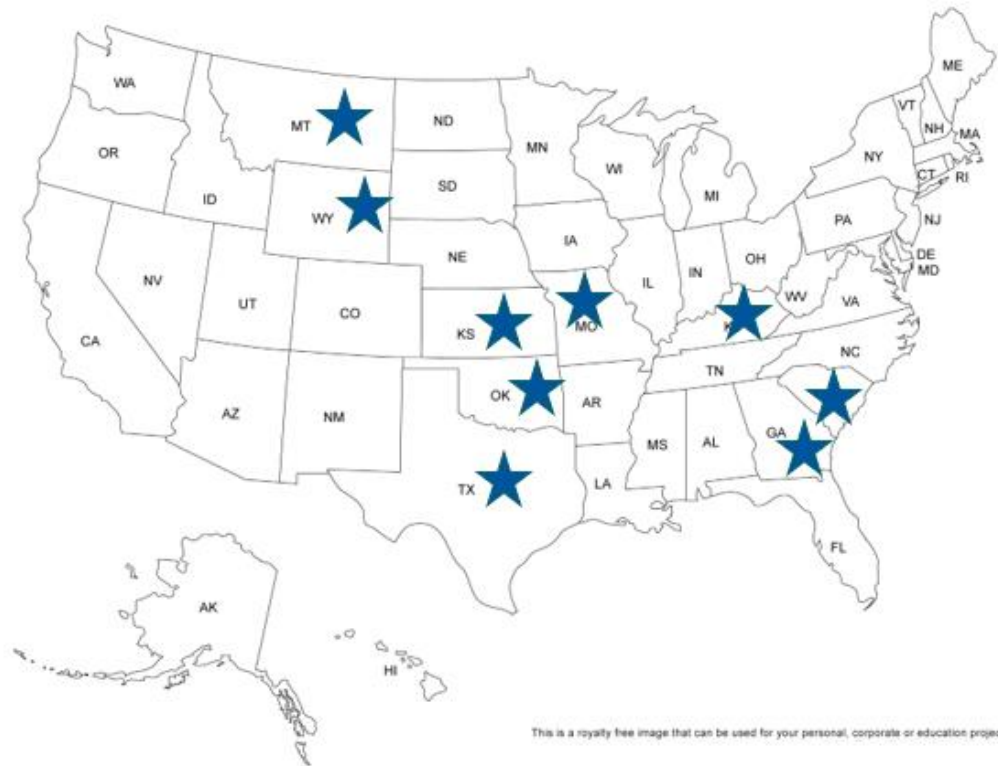 WA
MT
ND
MN
ME
VT
NH
MA
OR
ID
WY
SD
WI
MI
NY
CT
RI
NV
UT
CO
NE
IA
IL
IN
OH
PA
NJ
DE
MD
CA
KS
MO
WV
VA
AZ
NM
OK
AR
TN
NC
TX
LA
MS
AL
GA
FL
AK
HI
This is a royalty free image that can be used for your personal, corporate or education projec